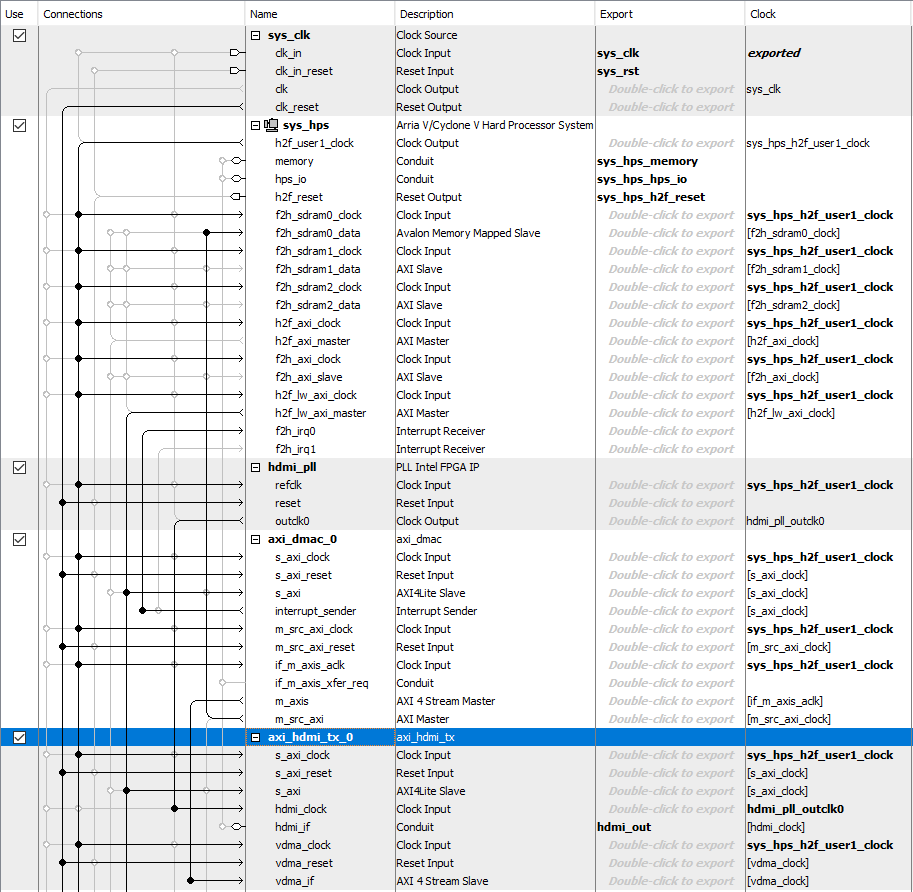 Use Connections Name Description Export Clock
sys_clk Clock Source
clk_in Clock Input sys_clk exported
clk_in_reset Reset Input sys_rst
clk Clock Output Double-click to export sys_clk
clk_reset Reset Output Double-click to export
sys_hps Arria V/Cyclone V Hard Processor System
h2f_user1_clock Clock Output Double-click to export sys_hps_h2f_user1_clock
memory Conduit sys_hps_memory
hps_io Conduit sys_hps_hps_io
h2f_reset Reset Output sys_hps_h2f_reset
f2h_sdram0_clock Clock Input Double-click to export sys_hps_h2f_user1_clock
f2h_sdram0_data Avalon Memory Mapped Slave Double-click to export [f2h_sdram0_clock]
f2h_sdram1_clock Clock Input Double-click to export sys_hps_h2f_user1_clock
f2h_sdram1_data AXI Slave Double-click to export [f2h_sdram1_clock]
f2h_sdram2_clock Clock Input Double-click to export sys_hps_h2f_user1_clock
f2h_sdram2_data AXI Slave Double-click to export [f2h_sdram2_clock]
h2f_axi_clock Clock Input Double-click to export sys_hps_h2f_user1_clock
h2f_axi_master AXI Master Double-click to export [h2f_axi_clock]
f2h_axi_clock Clock Input Double-click to export sys_hps_h2f_user1_clock
f2h_axi_slave AXI Slave Double-click to export [f2h_axi_clock]
h2f_lw_axi_clock Clock Input Double-click to export sys_hps_h2f_user1_clock
h2f_lw_axi_master AXI Master Double-click to export [h2f_lw_axi_clock]
f2h_irq0 Interrupt Receiver Double-click to export
f2h_irq1 Interrupt Receiver Double-click to export
hdmi_pll PLL Intel FPGA IP
refclk Clock Input Double-click to export sys_hps_h2f_user1_clock
reset Reset Input Double-click to export
outclk0 Clock Output Double-click to export hdmi_pll_outclk0
axi_dmac_0 axi_dmac
s_axi_clock Clock Input Double-click to export sys_hps_h2f_user1_clock
s_axi_reset Reset Input Double-click to export [s_axi_clock]
s_axi AXI4Lite Slave Double-click to export [s_axi_clock]
interrupt_sender Interrupt Sender Double-click to export [s_axi_clock]
m_src_axi_clock Clock Input Double-click to export sys_hps_h2f_user1_clock
m_src_axi_reset Reset Input Double-click to export [m_src_axi_clock]
if_m_axis_aclk Clock Input Double-click to export sys_hps_h2f_user1_clock
if_m_axis_xfer_req Conduit Double-click to export
m_axis AXI 4 Stream Master Double-click to export [if_m_axis_aclk]
m_src_axi AXI Master Double-click to export [m_src_axi_clock]
axi_hdmi_tx_0 axi_hdmi_tx
s_axi_clock Clock Input Double-click to export sys_hps_h2f_user1_clock
s_axi_reset Reset Input Double-click to export [s_axi_clock]
s_axi AXI4Lite Slave Double-click to export [s_axi_clock]
hdmi_clock Clock Input Double-click to export hdmi_pll_outclk0
hdmi_if Conduit hdmi_out [hdmi_clock]
vdma_clock Clock Input Double-click to export sys_hps_h2f_user1_clock
vdma_reset Reset Input Double-click to export [vdma_clock]
vdma_if AXI 4 Stream Slave Double-click to export [vdma_clock]